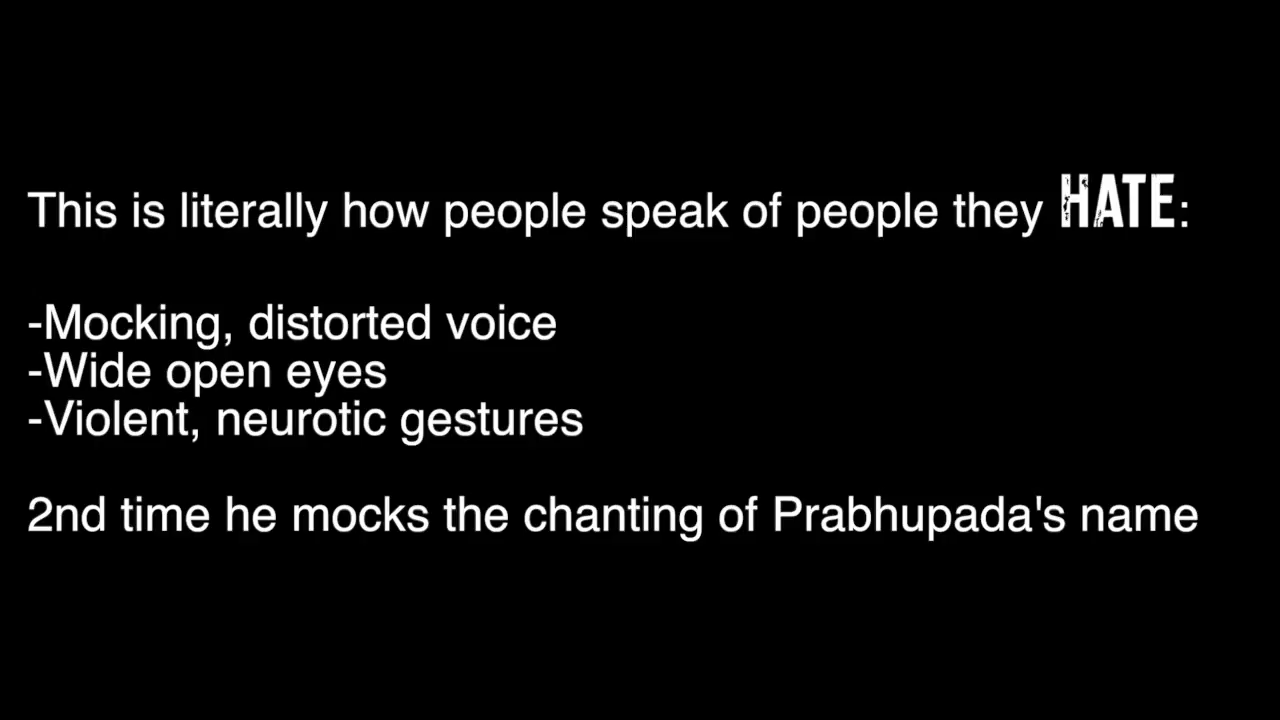 This is literally how people speak of people they HATE:
-Mocking, distorted voice
-Wide open eyes
-Violent, neurotic gestures
2nd time he mocks the chanting of Prabhupada's name